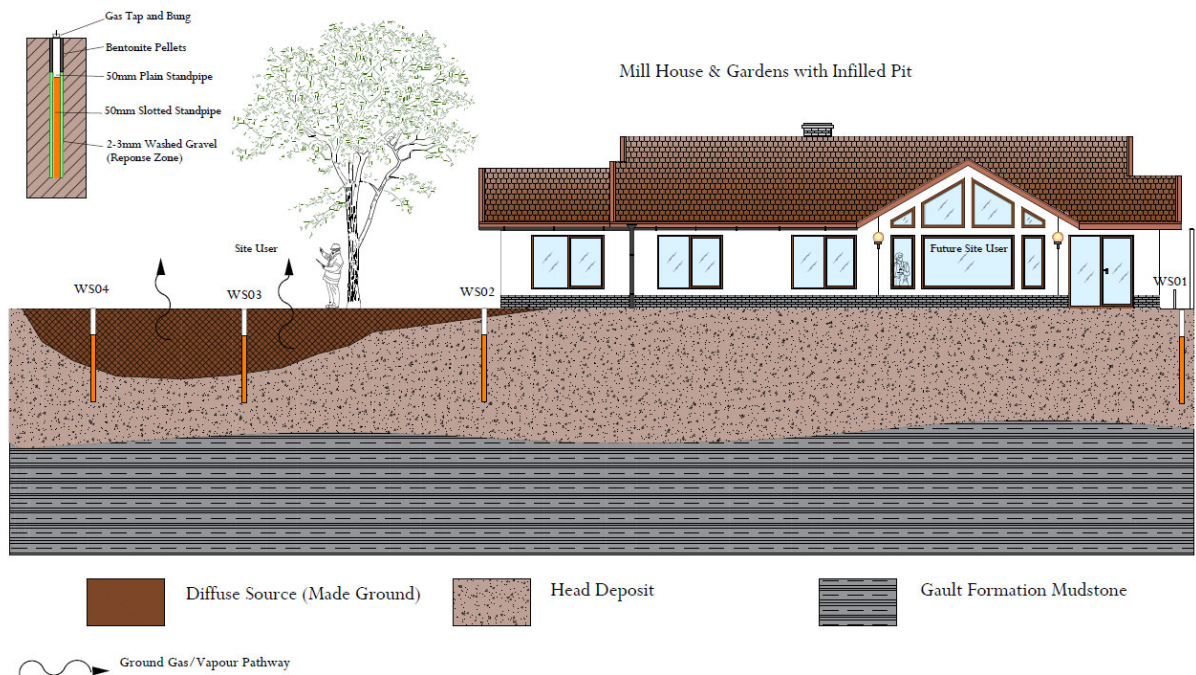 Gas Tap and Bung
Bentonite Pellets
50mm Plain Standpipe
50mm Slotted Standpipe
2-3mm Washed Gravel
(Reponse Zone)
Mill House & Gardens with Infilled Pit
Site User
Future Site User
WS04
WS03
WS02
WS01
Diffuse Source (Made Ground)
Head Deposit
Gault Formation Mudstone
Ground Gas/Vapour Pathway